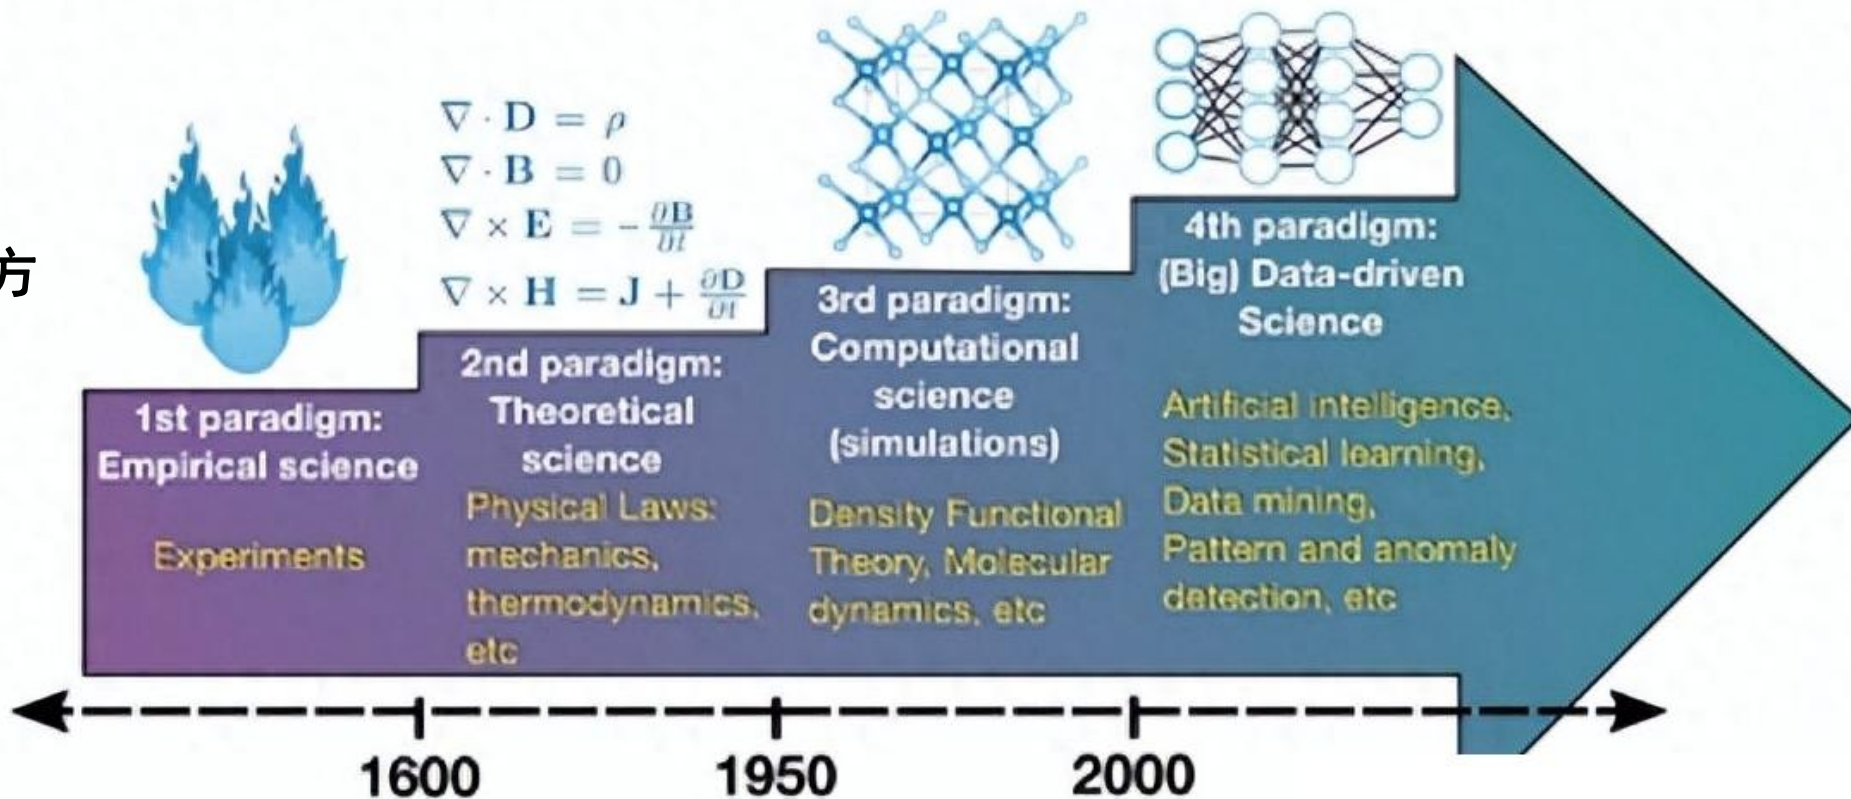 方
∇ · D = ρ
∇ · B = 0
∇ × E = −∂B/∂t
∇ × H = J + ∂D/∂t
1st paradigm:
Empirical science
Experiments
2nd paradigm:
Theoretical
science
Physical Laws:
mechanics,
thermodynamics,
etc
3rd paradigm:
Computational
science
(simulations)
Density Functional
Theory, Molecular
dynamics, etc
4th paradigm:
(Big) Data-driven
Science
Artificial intelligence,
Statistical learning,
Data mining,
Pattern and anomaly
detection, etc
1600
1950
2000